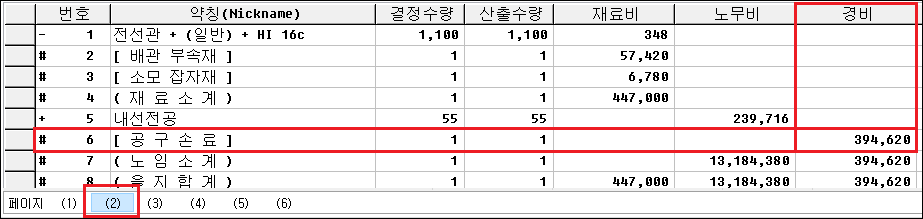 번호 약칭(Nickname) 결정수량 산출수량 재료비 노무비 경비
- 1 전선관 + (일반) + HI 16c 1,100 1,100 348
# 2 [ 배관 부속재 ] 1 1 57,420
# 3 [ 소모 잡자재 ] 1 1 6,780
# 4 ( 재 료 소 계 ) 1 1 447,000
+ 5 내선전공 55 55 239,716
# 6 [ 공 구 손 료 ] 1 1 394,620
# 7 ( 노 임 소 계 ) 1 1 13,184,380 394,620
# 8 ( 을 지 합 계 ) 1 1 447,000 13,184,380 394,620
페이지 (1) (2) (3) (4) (5) (6)